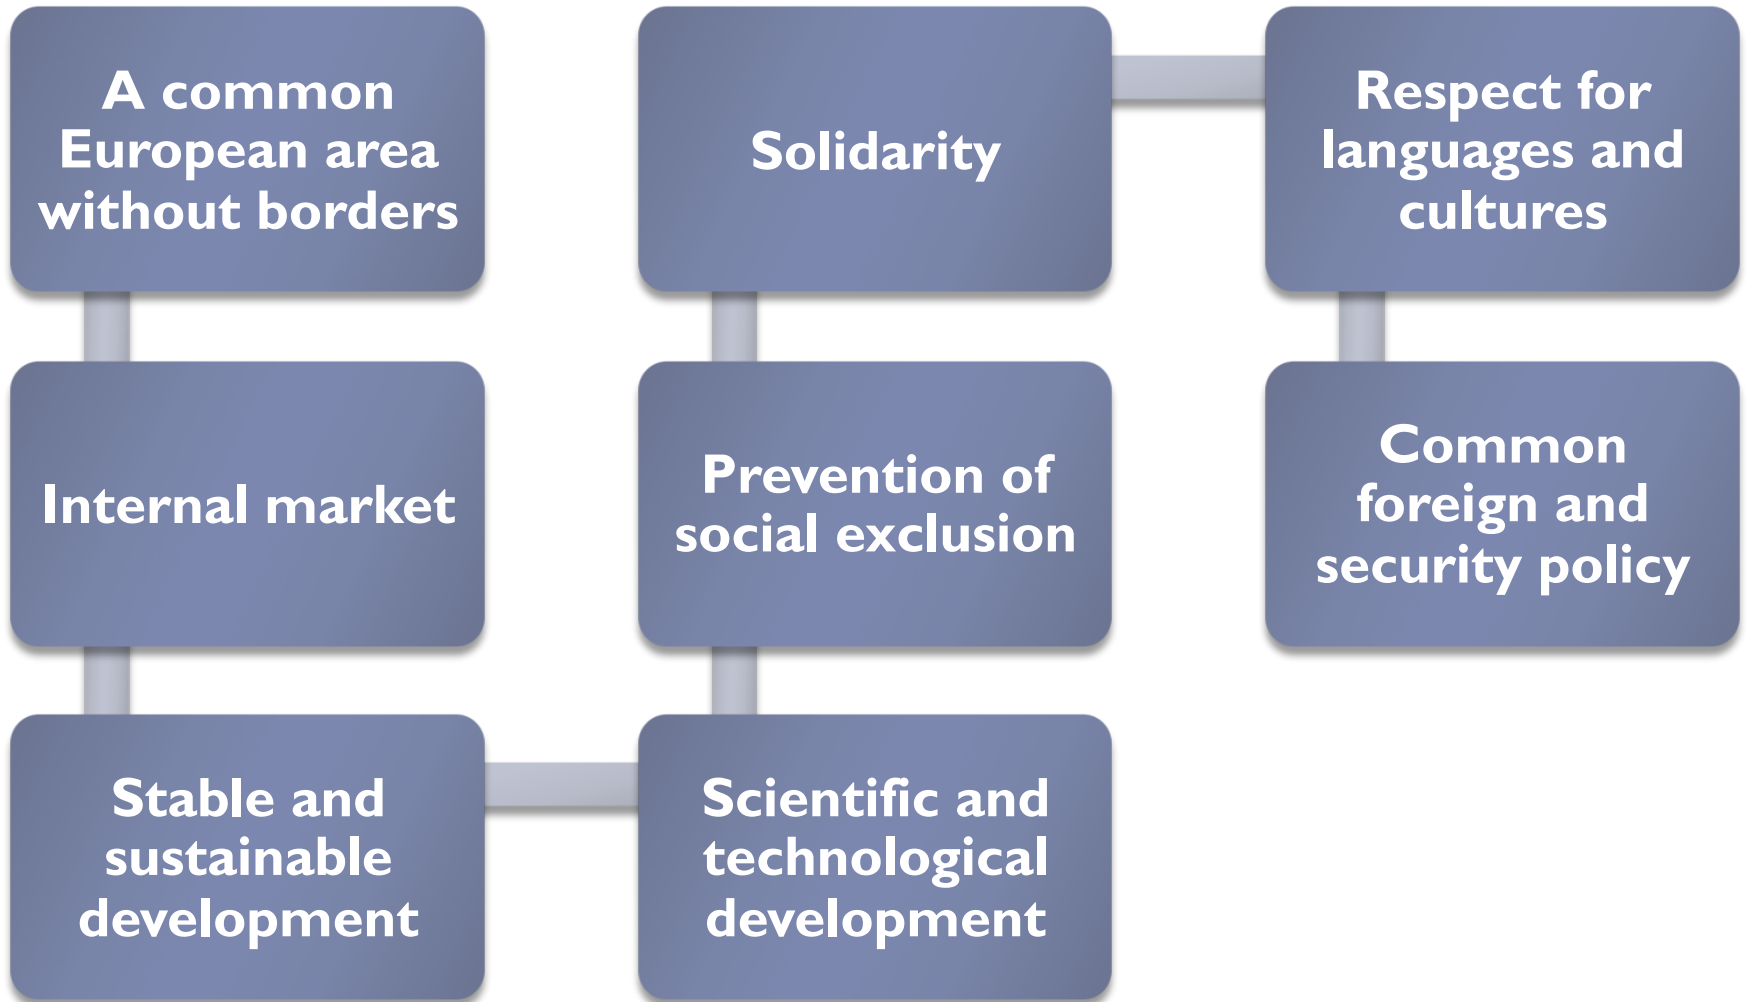 A common
European area
without borders
Internal market
Stable and
sustainable
development
Scientific and
technological
development
Prevention of
social exclusion
Solidarity
Respect for
languages and
cultures
Common
foreign and
security policy